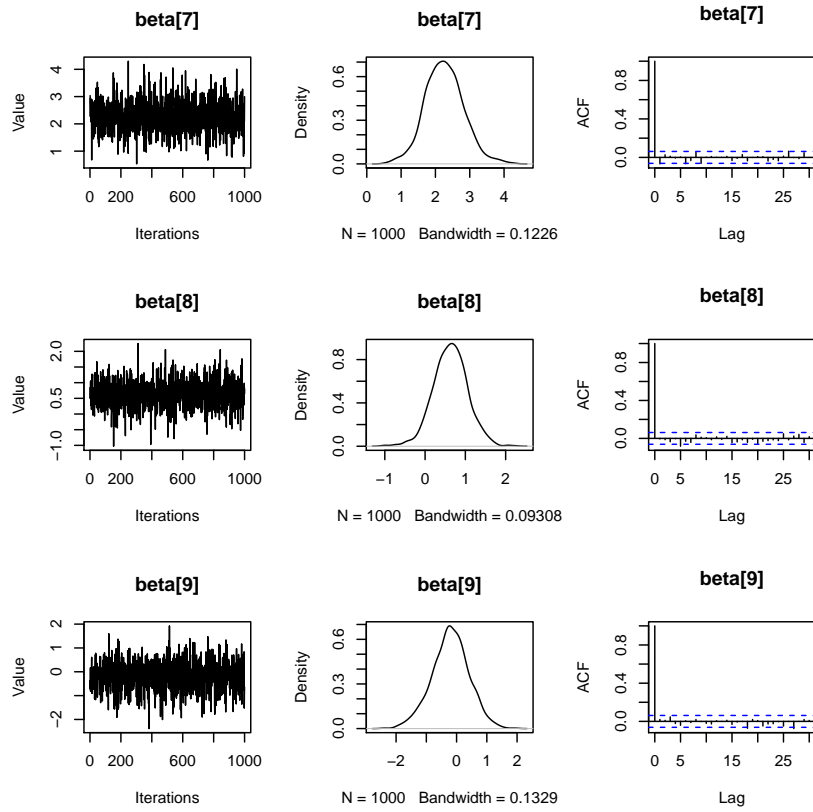 beta[7]
Value
1 2 3 4
0 200 600 1000
Iterations
beta[7]
Density
0.0 0.3 0.6
0 1 2 3 4
N = 1000 Bandwidth = 0.1226
beta[7]
ACF
0.0 0.4 0.8
0 5 15 25
Lag
beta[8]
Value
−1.0 0.5 2.0
0 200 600 1000
Iterations
beta[8]
Density
0.0 0.4 0.8
−1 0 1 2
N = 1000 Bandwidth = 0.09308
beta[8]
ACF
0.0 0.4 0.8
0 5 15 25
Lag
beta[9]
Value
−2 0 1 2
0 200 600 1000
Iterations
beta[9]
Density
0.0 0.3 0.6
−2 0 1 2
N = 1000 Bandwidth = 0.1329
beta[9]
ACF
0.0 0.4 0.8
0 5 15 25
Lag